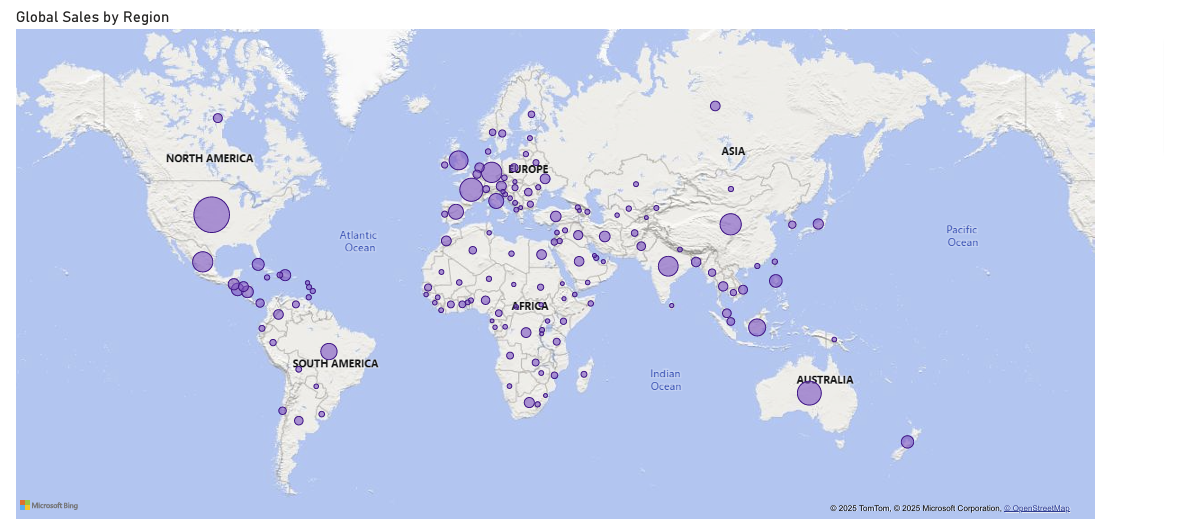 Global Sales by Region
NORTH AMERICA
EUROPE
ASIA
Atlantic
Ocean
Pacific
Ocean
AFRICA
SOUTH AMERICA
Indian
Ocean
AUSTRALIA
Microsoft Bing
© 2025 TomTom, © 2025 Microsoft Corporation, © OpenStreetMap